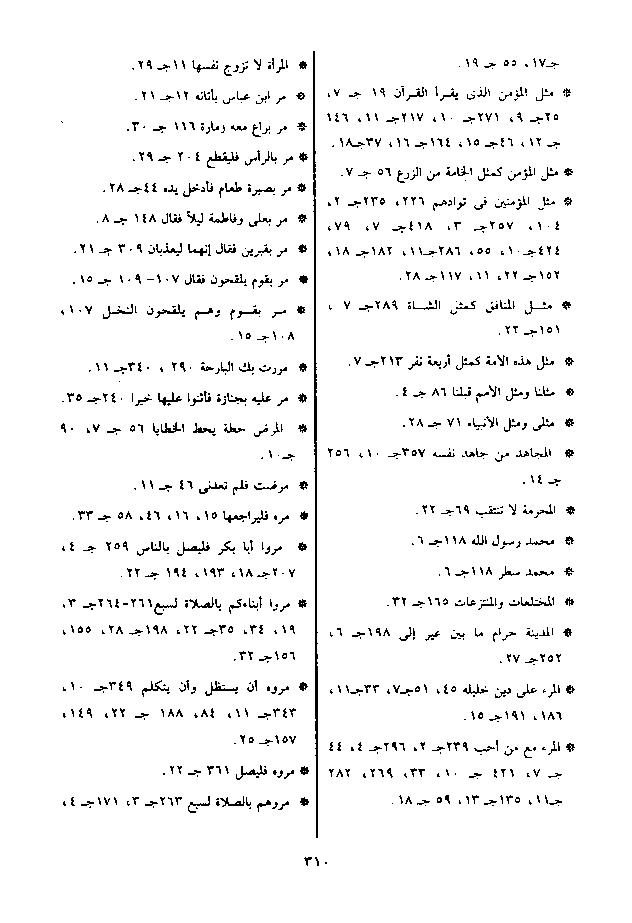 جـ١٧، ٥٥ جـ ١٩.
* مثل المؤمن الذى يقرأ القرآن ١٩ جـ ٧،
٢٥جـ ٩، ٢٧١جـ ١٠، ٢١٧جـ ١١، ١٤٦
جـ ١٢، ٤٦جـ ١٥، ١٦٤جـ ١٦، ٣٧جـ١٨.
* مثل المؤمن كمثل الخامة من الزرع ٥٦ جـ ٧.
* مثل المؤمنين فى توادهم ٢٢٦، ٢٣٥جـ ٢،
١٠٤، ٢٥٧جـ ٣، ٤١٨جـ ٧، ٧٩،
٤٢٤جـ١٠، ٥٥، ٢٨٦جـ١١، ١٨٢جـ ١٨،
١٥٢جـ ٢٢، ١١، ١١٧جـ ٢٨.
* مثـل المنافق كمثل الشـاة ٢٨٩جـ ٧ ،
١٥١جـ ٢٢.
* مثل هذه الأمة كمثل أربعة نفر ٢١٣جـ ٧.
* مثلنا ومثل الأمم قبلنا ٨٦ جـ ٤.
* مثلى ومثل الأنبياء ٧١ جـ ٢٨.
* المجاهد من جاهد نفسه ٣٥٧جـ ١٠، ٢٥٦
جـ ١٤.
* المحرمة لا تنتقب ٦٩جـ ٢٢.
* محمد رسول الله ١١٨جـ ٦.
* محمد سطر ١١٨جـ ٦.
* المختلعات والمنتزعات ١٦٥جـ ٣٢.
* المدينة حرام ما بين عير إلى ١٩٨جـ ٦،
٢٥٢جـ ٢٧.
* المرء على دين خليله ٤٥، ٥١جـ٧، ٣٣جـ١١،
١٨٦، ١٩١جـ ١٥.
* المرء مع من أحب ٢٣٩جـ ٢، ٢٩٦جـ ٤، ٤٤
جـ ٧، ٤٢١ جـ ١٠، ٣٣، ٢٦٩، ٢٨٢
جـ١١، ١٣٥جـ ١٣، ٥٩ جـ ١٨.
* المرأة لا تزوج نفسها ١١جـ ٢٩.
* مر ابن عباس بأتانه ١٢جـ ٢١.
* مر براع معه زمارة ١١٦ جـ ٣٠.
* مر بالرأس فليقطع ٢٠٤ جـ ٢٩.
* مر بصبرة طعام فأدخل يده ٤٤جـ ٢٨.
* مر بعلى وفاطمة ليلاً فقال ١٤٨ جـ ٨.
* مر بقبرين فقال إنهما ليعذبان ٣٠٩ جـ ٢١.
* مر بقوم يلقحون فقال ١٠٧- ١٠٩ جـ ١٥.
* مـر بقـوم وهـم يلقحون النخـل ١٠٧،
١٠٨جـ ١٥.
* مررت بك البارحة ٢٩٠ ، ٣٤٠جـ ١١.
* مر عليه بجنازة فأثنوا عليها خيرا ٢٤٠جـ ٣٥.
* المرض حطة يحط الخطايا ٥٦ جـ ٧، ٩٠
جـ١٠.
* مرضت فلم تعدنى ٤٦ جـ ١١.
* مره فليراجعها ١٥، ١٦، ٤٦، ٥٨ جـ ٣٣.
* مروا أبا بكر فليصل بالناس ٢٥٩ جـ ٤،
٢٠٧جـ ١٨، ١٩٣، ١٩٤ جـ ٢٢.
* مروا أبناءكم بالصلاة لسبع٢٦١-٢٦٤جـ ٣،
١٩، ٣٤، ٣٥جـ ٢٢، ١٩٨جـ ٢٨، ١٥٥،
١٥٦جـ ٣٢.
* مروه أن يستظل وأن يتكلم ٣٤٩جـ ١٠،
٣٤٣جـ ١١، ٨٤، ١٨٨ جـ ٢٢، ١٤٩،
١٥٧جـ ٢٥.
* مروه فليصل ٣٦١ جـ ٢٢.
* مروهم بالصلاة لسبع ٢٦٣جـ ٣، ١٧١جـ ٤،
٣١٠